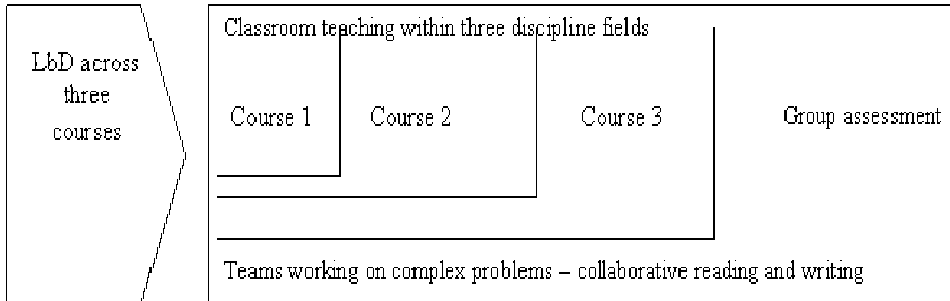 LbD across
three
courses
Classroom teaching within three discipline fields
Course 1
Course 2
Course 3
Group assessment
Teams working on complex problems – collaborative reading and writing